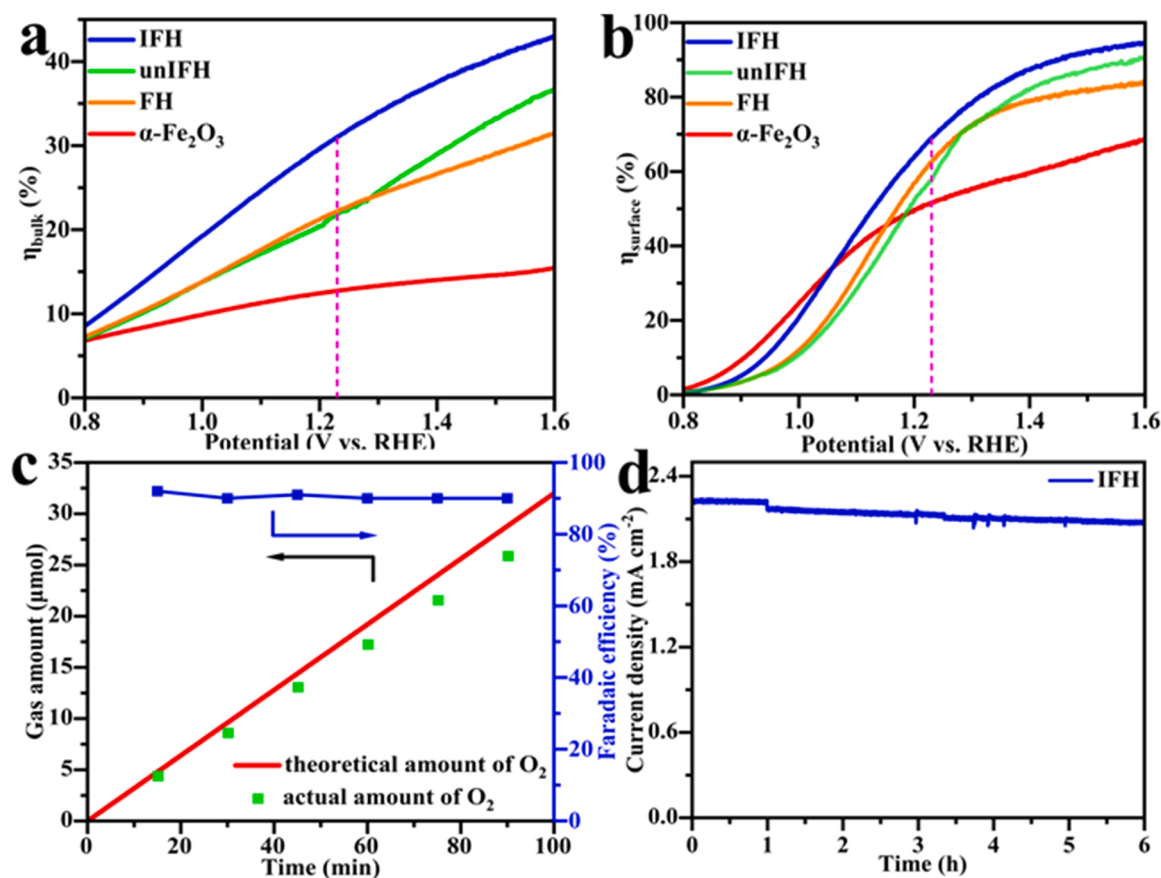 a
IFH
unIFH
FH
α-Fe₂O₃
η_bulk (%)
40
30
20
10
0
0.8 1.0 1.2 1.4 1.6
Potential (V vs. RHE)
b
IFH
unIFH
FH
α-Fe₂O₃
η_surface (%)
100
80
60
40
20
0
0.8 1.0 1.2 1.4 1.6
Potential (V vs. RHE)
c
Gas amount (μmol)
35
30
25
20
15
10
5
0
theoretical amount of O₂
actual amount of O₂
100
80
60
40
20
0
Faradaic efficiency (%)
20 40 60 80 100
Time (min)
d
IFH
Current density (mA cm⁻²)
2.4
1.8
1.2
0.6
0.0
0 1 2 3 4 5 6
Time (h)